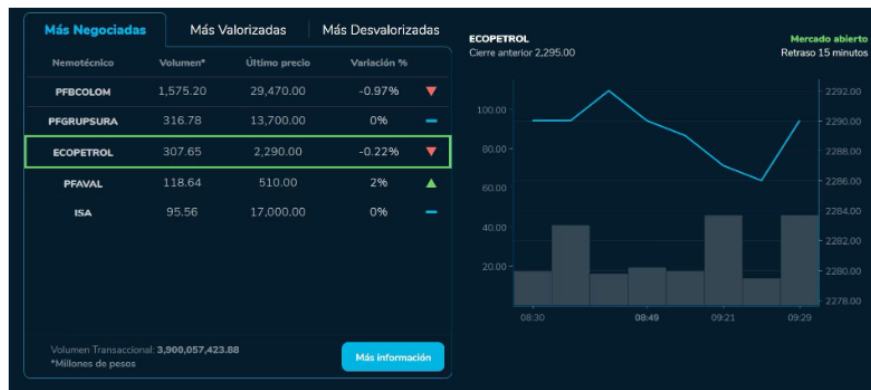 Más Negociadas Más Valorizadas Más Desvalorizadas
Nemotécnico Volumen* Último precio Variación %
PFBCOLOM 1,575.20 29,470.00 -0.97%
PFGRUPSURA 316.78 13,700.00 0%
ECOPETROL 307.65 2,290.00 -0.22%
PFAVAL 118.64 510.00 2%
ISA 95.56 17,000.00 0%
Volumen Transaccional: 3,900,057,423.88
*Millones de pesos
Más información
ECOPETROL Mercado abierto
Cierre anterior 2,295.00 Retraso 15 minutos
100.00
80.00
60.00
40.00
20.00
2292.00
2290.00
2288.00
2286.00
2284.00
2282.00
2280.00
2278.00
08:30 08:49 09:21 09:29